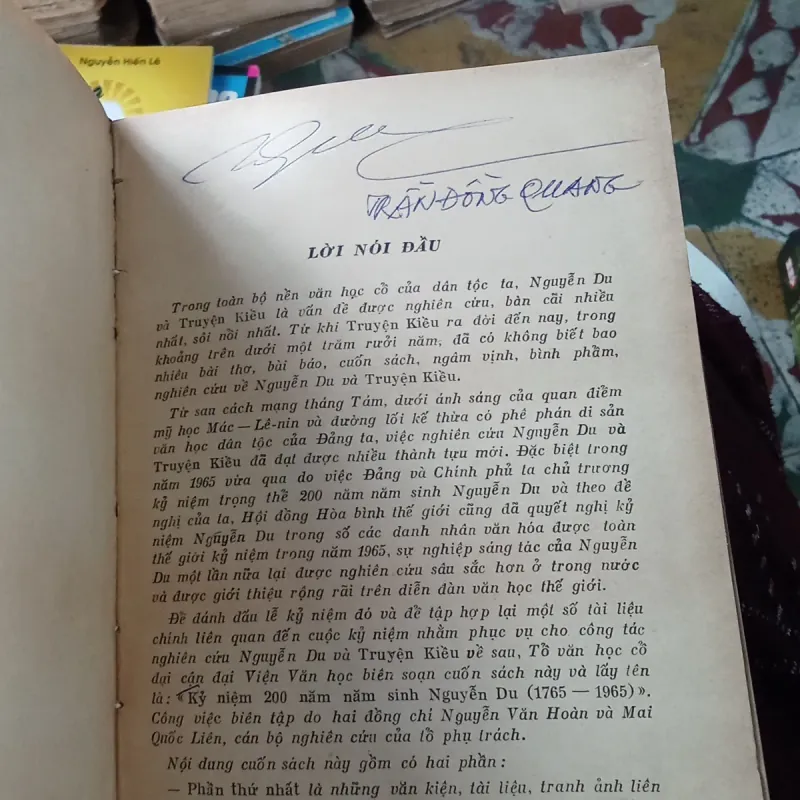 Nguyễn Hiến Lê
TRẦN ĐỒNG QUANG
LỜI NÓI ĐẦU
Trong toàn bộ nền văn học cổ của dân tộc ta, Nguyễn Du
và Truyện Kiều là vấn đề được nghiên cứu, bàn cãi nhiều
nhất, sôi nổi nhất. Từ khi Truyện Kiều ra đời đến nay, trong
khoảng trên dưới một trăm rưỡi năm, đã có không biết bao
nhiêu bài thơ, bài báo, cuốn sách, ngâm vịnh, bình phẩm,
nghiên cứu về Nguyễn Du và Truyện Kiều.
Từ sau cách mạng tháng Tám, dưới ánh sáng của quan điểm
mỹ học Mác — Lê-nin và đường lối kế thừa có phê phán di sản
văn học dân tộc của Đảng ta, việc nghiên cứu Nguyễn Du và
Truyện Kiều đã đạt được nhiều thành tựu mới. Đặc biệt trong
năm 1965 vừa qua do việc Đảng và Chính phủ ta chủ trương
kỷ niệm trọng thể 200 năm năm sinh Nguyễn Du và theo đề
nghị của ta, Hội đồng Hòa bình thế giới cũng đã quyết nghị kỷ
niệm Nguyễn Du trong số các danh nhân văn hóa được toàn
thế giới kỷ niệm trong năm 1965, sự nghiệp sáng tác của Nguyễn
Du một lần nữa lại được nghiên cứu sâu sắc hơn ở trong nước
và được giới thiệu rộng rãi trên diễn đàn văn học thế giới.
Để đánh dấu lễ kỷ niệm đó và để tập hợp lại một số tài liệu
chính liên quan đến cuộc kỷ niệm nhằm phục vụ cho công tác
nghiên cứu Nguyễn Du và Truyện Kiều về sau, Tổ văn học cổ
đại cận đại Viện Văn học biên soạn cuốn sách này và lấy tên
là: «Kỷ niệm 200 năm năm sinh Nguyễn Du (1765 — 1965)».
Công việc biên tập do hai đồng chí Nguyễn Văn Hoàn và Mai
Quốc Liên, cán bộ nghiên cứu của tổ phụ trách.
Nội dung cuốn sách này gồm có hai phần :
— Phần thứ nhất là những văn kiện, tài liệu, tranh ảnh liên